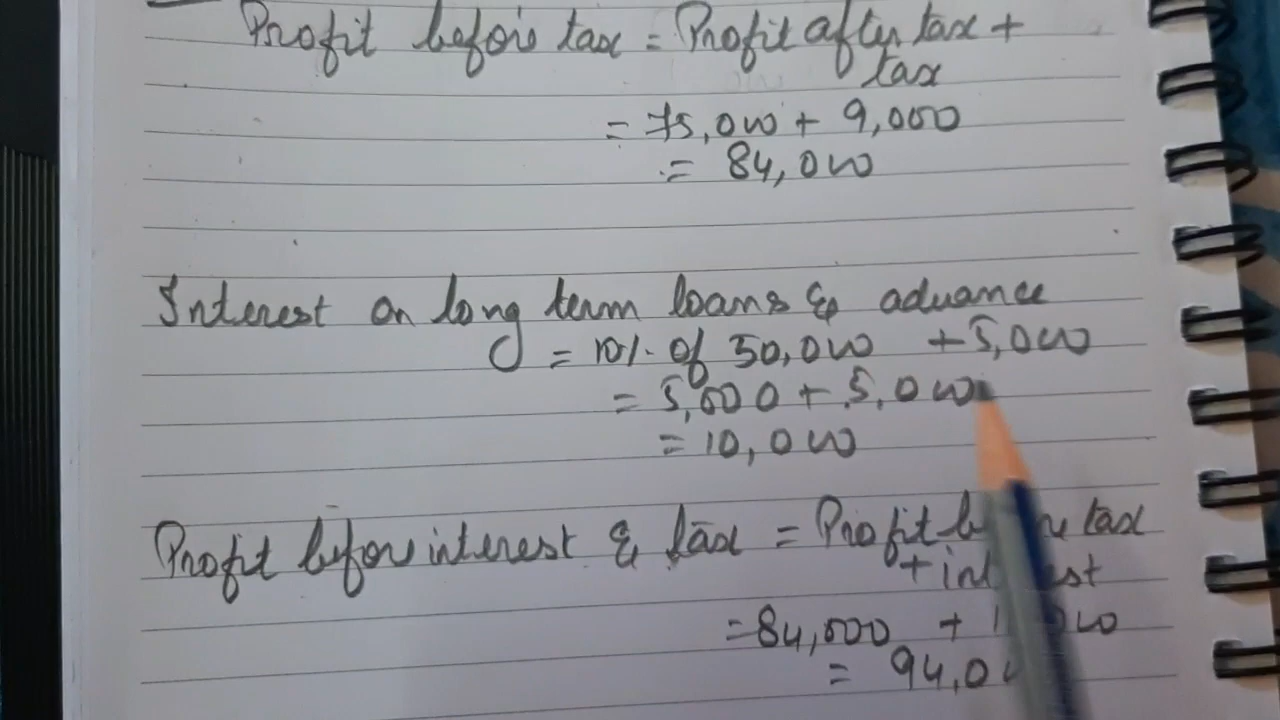 Profit before tax = Profit after tax +
tax
= 75,000 + 9,000
= 84,000
Interest on long term loans & advance
= 10% of 50,000 + 5,000
= 5,000 + 5,000
= 10,000
Profit before interest & tax = Profit tax
+
= 84,000 +
=